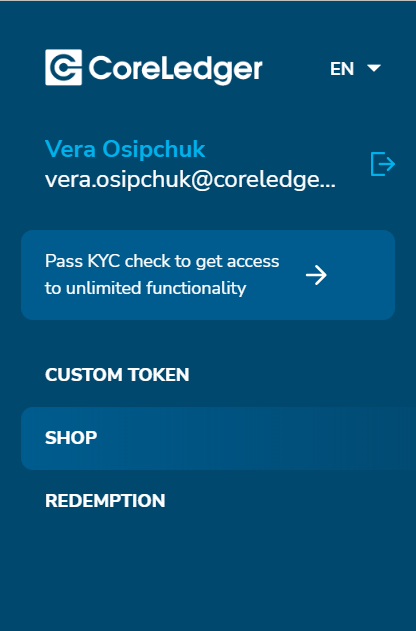 CoreLedger
EN
Vera Osipchuk
vera.osipchuk@coreledge...
Pass KYC check to get access
to unlimited functionality
CUSTOM TOKEN
SHOP
REDEMPTION